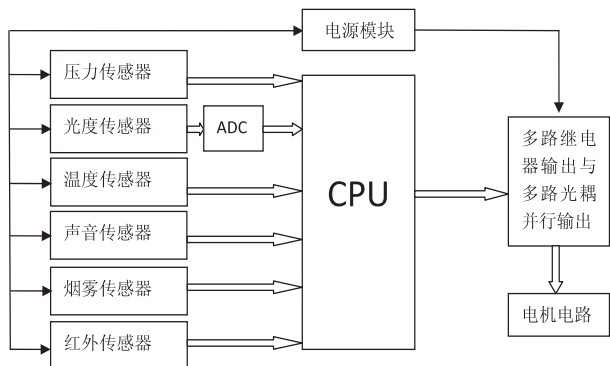 电源模块
压力传感器
光度传感器
ADC
温度传感器
声音传感器
烟雾传感器
红外传感器
CPU
多路继电
器输出与
多路光耦
并行输出
电机电路